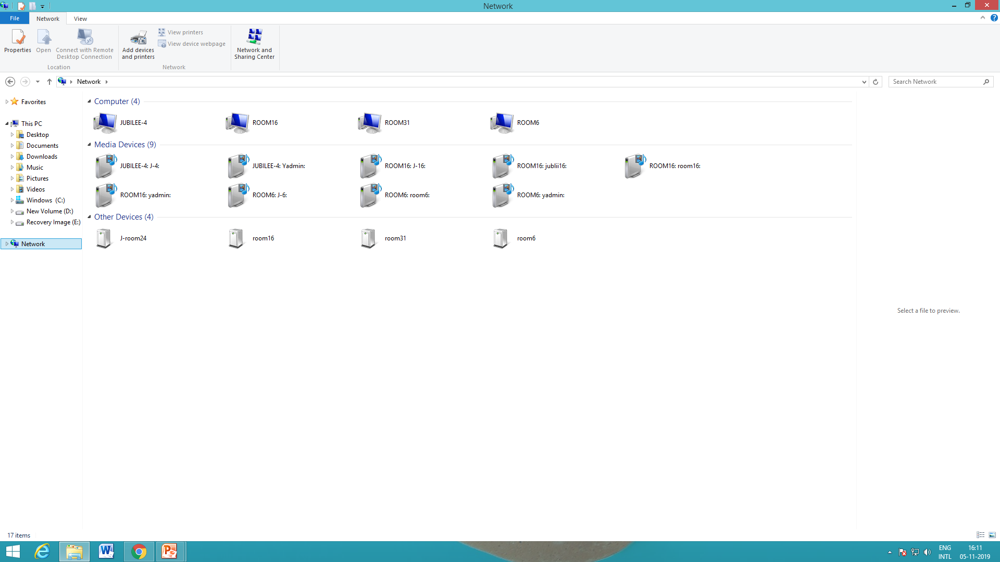 Network
File Network View
Properties Open Connect with Remote Desktop Connection
Location
Add devices and printers
View printers
View device webpage
Network
Network and Sharing Center
Network
Search Network
Favorites
This PC
Desktop
Documents
Downloads
Music
Pictures
Videos
Windows (C:)
New Volume (D:)
Recovery Image (E:)
Network
Computer (4)
JUBILEE-4 ROOM16 ROOM31 ROOM6
Media Devices (9)
JUBILEE-4: J-4: JUBILEE-4: Yadmin: ROOM16: J-16: ROOM16: jublii16: ROOM16: room16:
ROOM16: yadmin: ROOM6: J-6: ROOM6: room6: ROOM6: yadmin:
Other Devices (4)
J-room24 room16 room31 room6
Select a file to preview.
17 items
ENG
INTL
16:11
05-11-2019